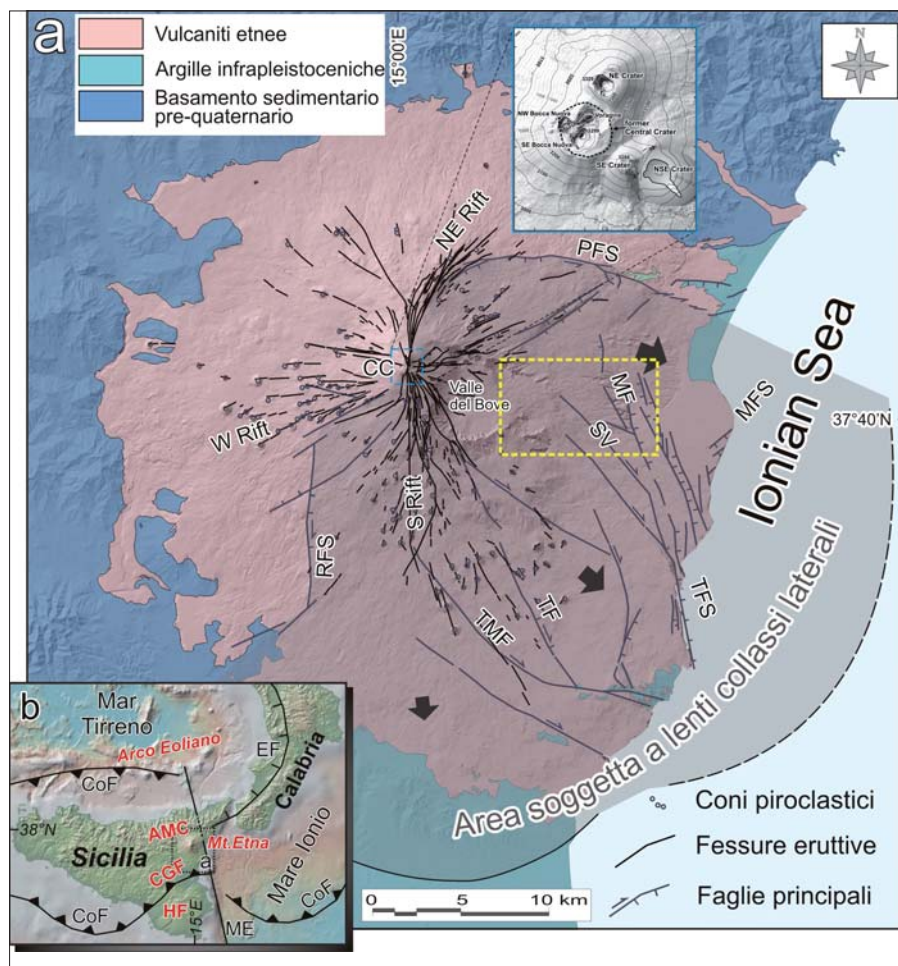 a
Vulcaniti etnee
Argille infrapleistoceniche
Basamento sedimentario
pre-quaternario
15°00'E
NE Crater
NW Bocca Nuova
former
Central Crater
SE Bocca Nuova
SE Crater
NSE Crater
NE Rift
PFS
CC
Valle
del Bove
MF
SV
MFS
37°40'N
Ionian Sea
W Rift
S Rift
RFS
TMF
TF
TFS
Area soggetta a lenti collassi laterali
Coni piroclastici
Fessure eruttive
Faglie principali
0 5 10 km
b
Mar
Tirreno
Arco Eoliano
EF
Calabria
CoF
38°N
AMC
Mt.Etna
Sicilia
a
CGF
Mare Ionio
CoF
HF
15°E
ME
CoF